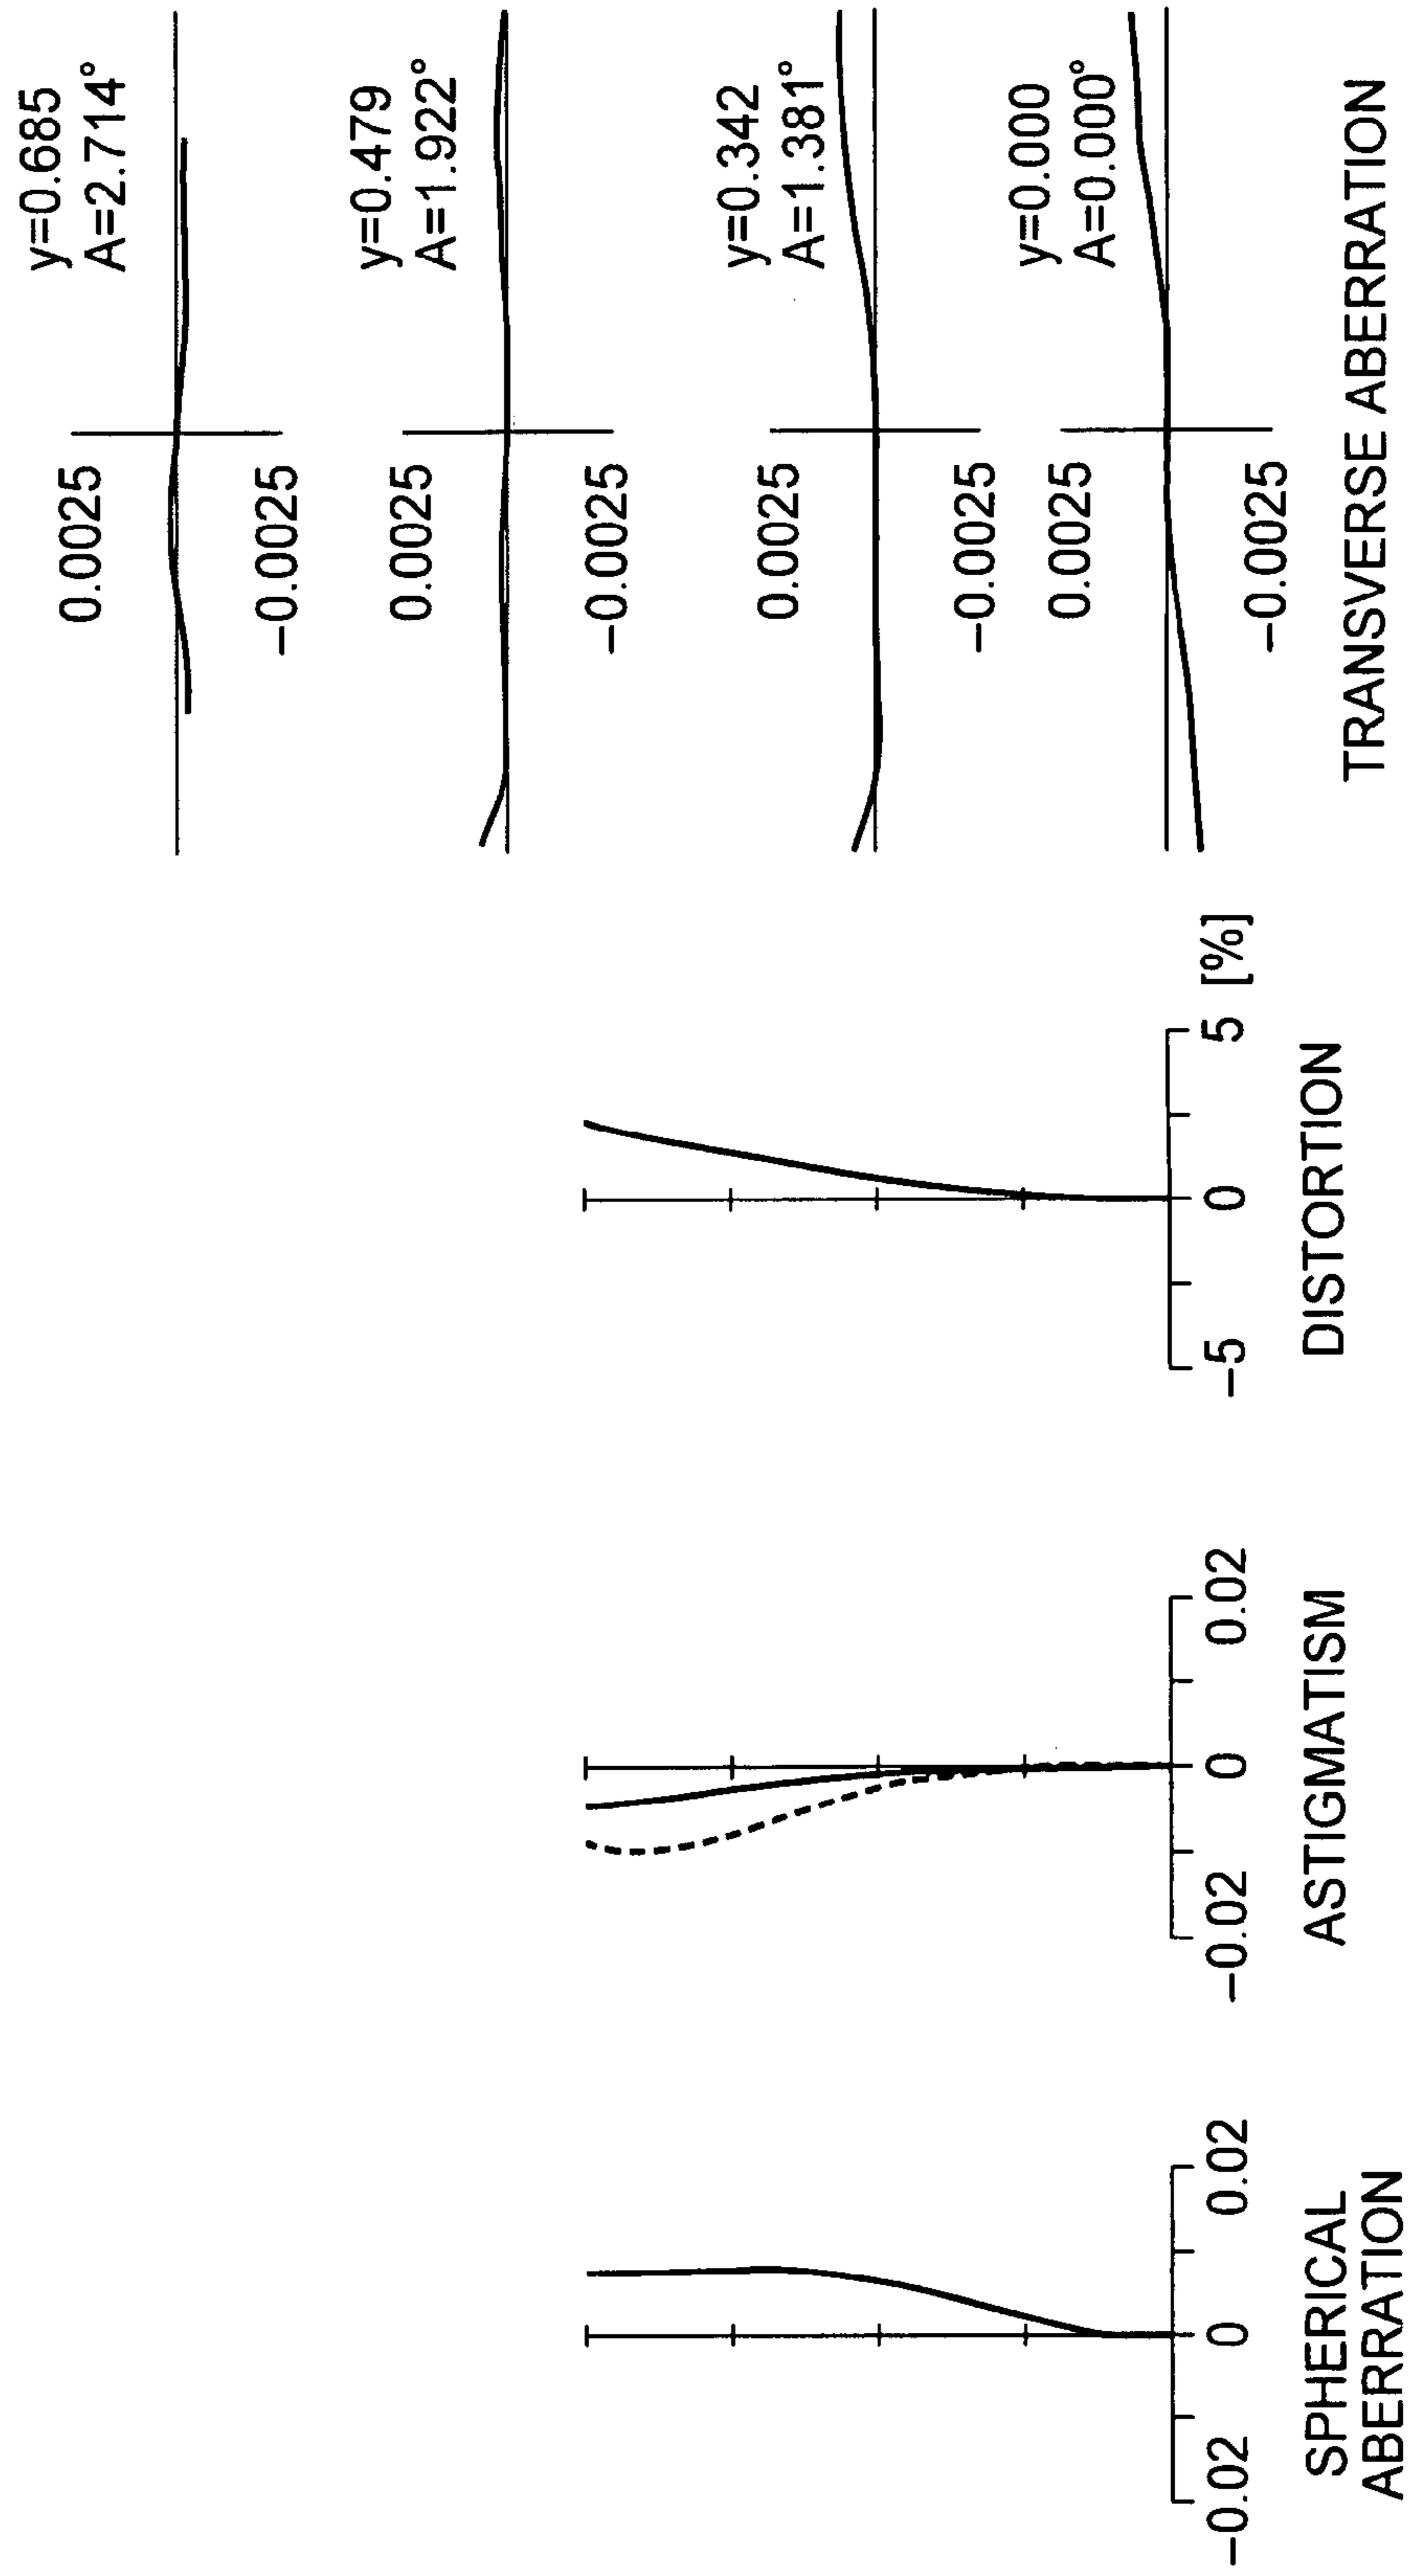 SPHERICAL
ABERRATION
−0.02
0
0.02
ASTIGMATISM
−0.02
0
0.02
DISTORTION
−5
0
5 [%]
TRANSVERSE ABERRATION
y=0.685
A=2.714°
0.0025
−0.0025
y=0.479
A=1.922°
0.0025
−0.0025
y=0.342
A=1.381°
0.0025
−0.0025
y=0.000
A=0.000°
0.0025
−0.0025